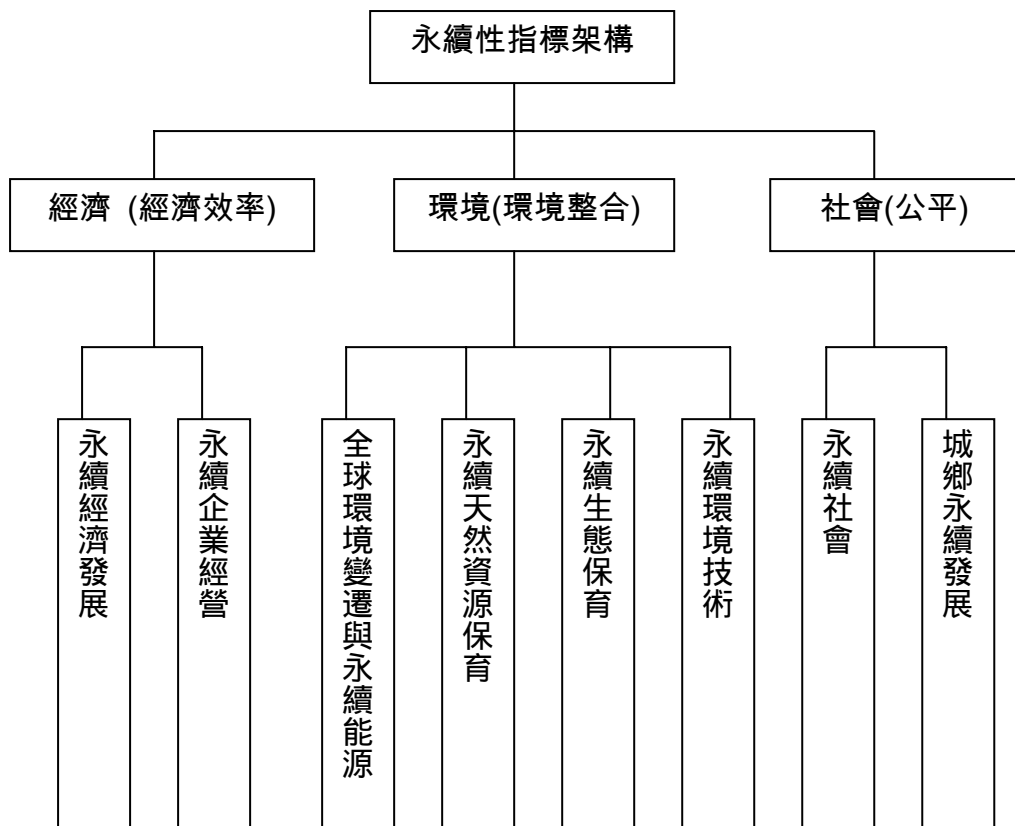 永續性指標架構
經濟 (經濟效率)
環境(環境整合)
社會(公平)
永續經濟發展
永續企業經營
全球環境變遷與永續能源
永續天然資源保育
永續生態保育
永續環境技術
永續社會
城鄉永續發展